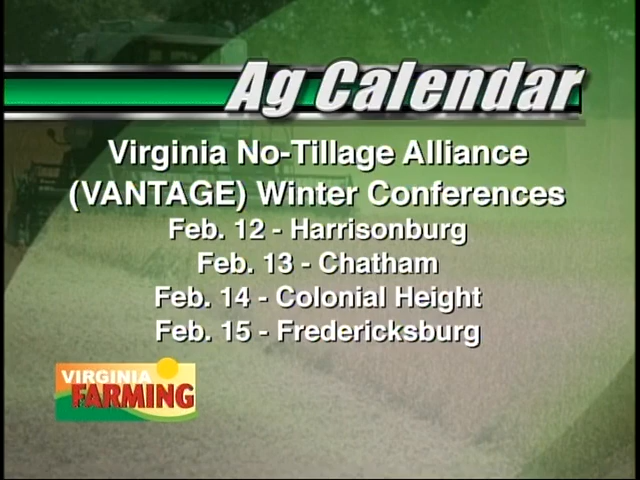 Ag Calendar
Virginia No-Tillage Alliance
(VANTAGE) Winter Conferences
Feb. 12 - Harrisonburg
Feb. 13 - Chatham
Feb. 14 - Colonial Height
Feb. 15 - Fredericksburg
VIRGINIA
FARMING